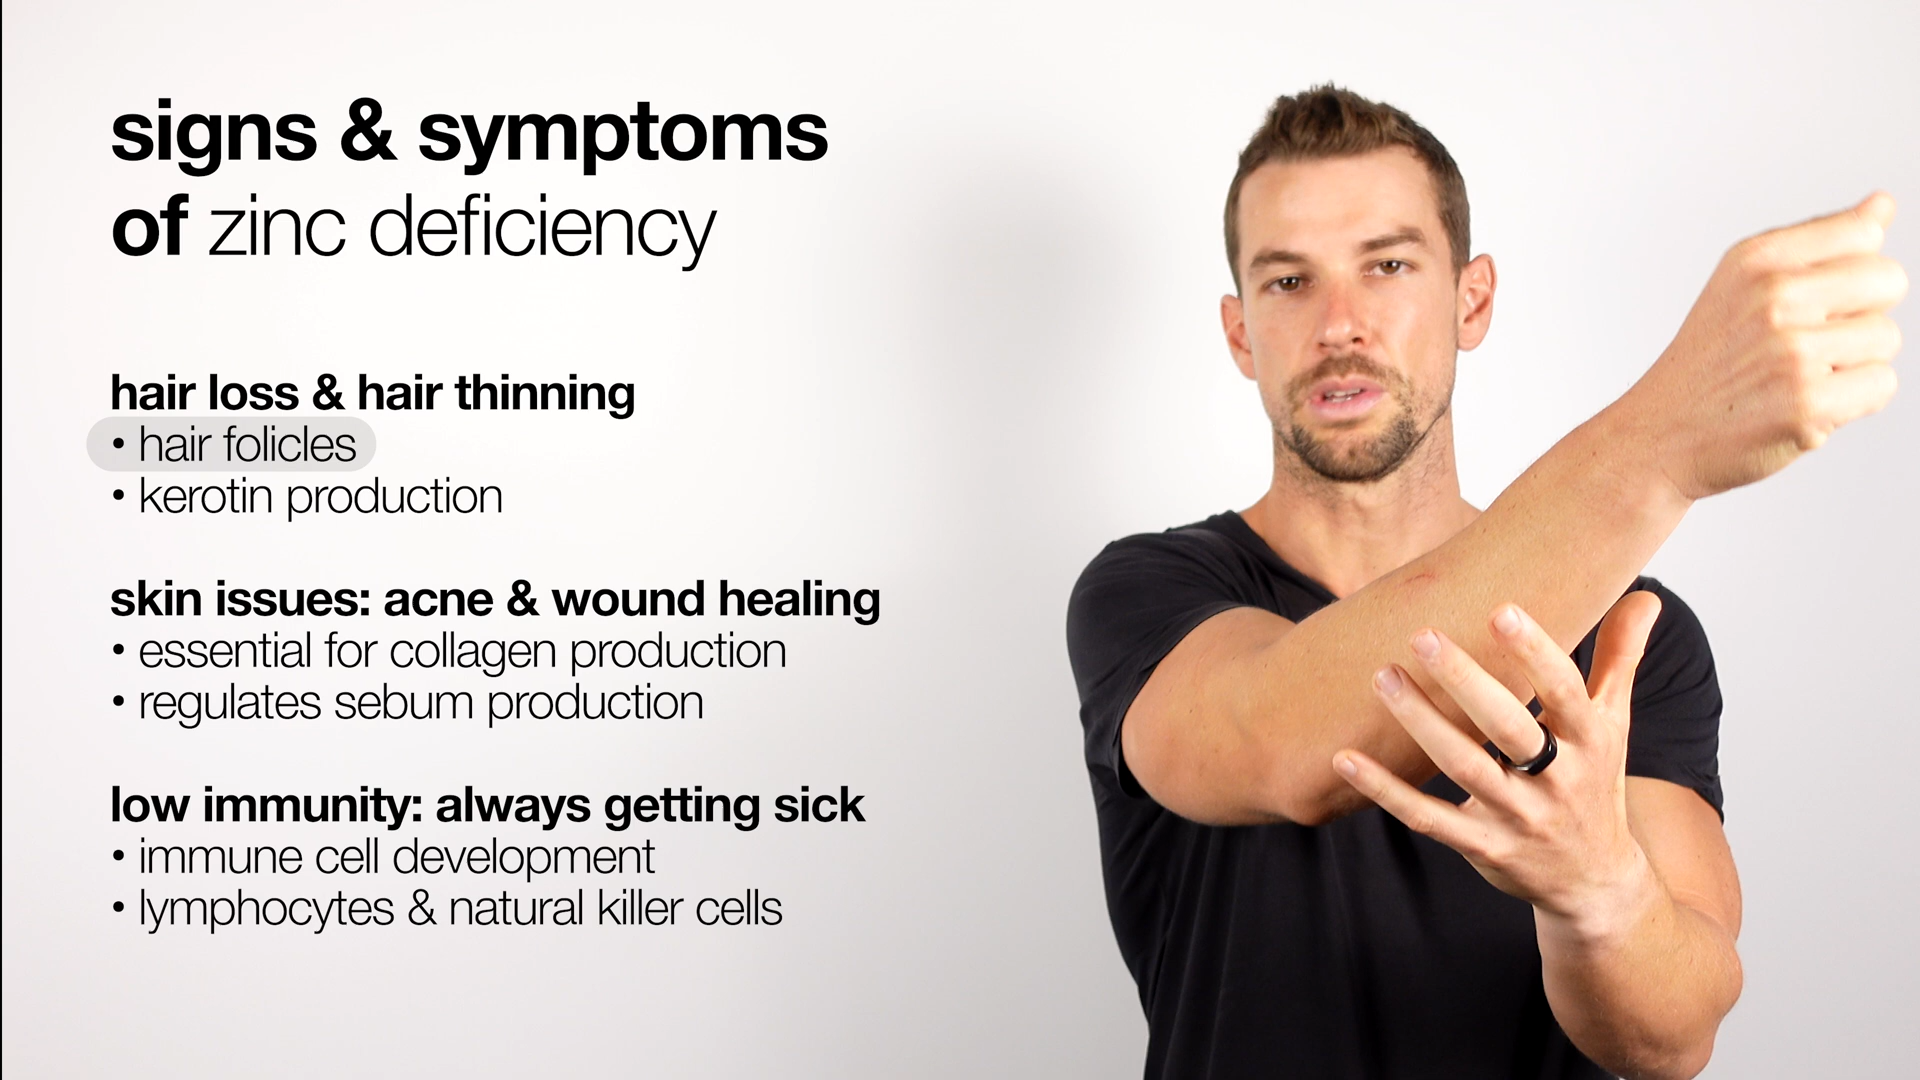 signs & symptoms
of zinc deficiency
hair loss & hair thinning
• hair folicles
• kerotin production
skin issues: acne & wound healing
• essential for collagen production
• regulates sebum production
low immunity: always getting sick
• immune cell development
• lymphocytes & natural killer cells